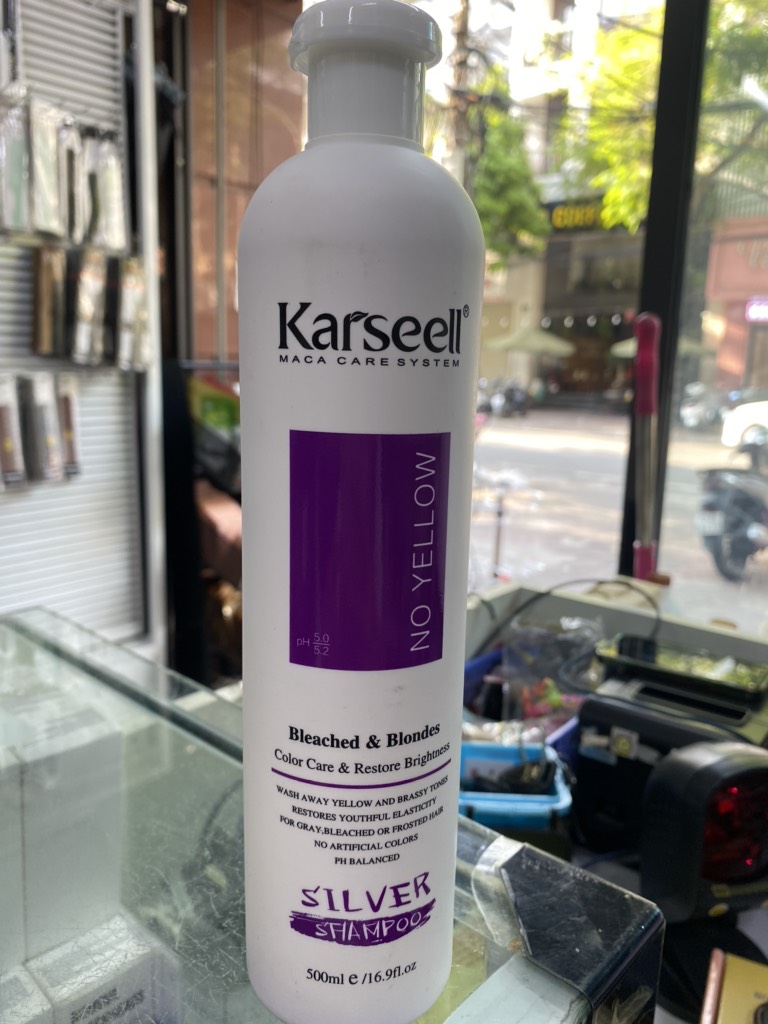 Karseell®
MACA CARE SYSTEM
NO YELLOW
pH 5.0
5.2
Bleached & Blondes
Color Care & Restore Brightness
WASH AWAY YELLOW AND BRASSY TONES
RESTORES YOUTHFUL ELASTICITY
FOR GRAY,BLEACHED OR FROSTED HAIR
NO ARTIFICIAL COLORS
PH BALANCED
SILVER
SHAMPOO
500ml e /16.9fl.oz